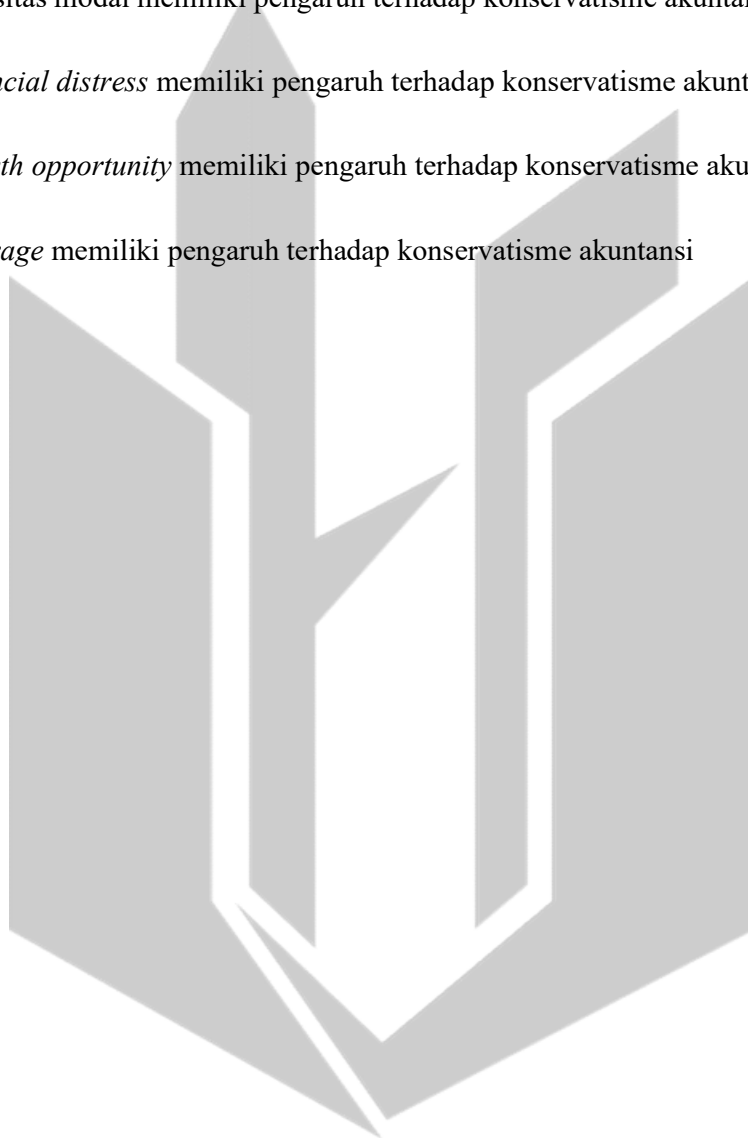 sitas modal memiliki pengaruh terhadap konservatisme akuntan
ncial distress memiliki pengaruh terhadap konservatisme akunt
th opportunity memiliki pengaruh terhadap konservatisme aku
rage memiliki pengaruh terhadap konservatisme akuntansi